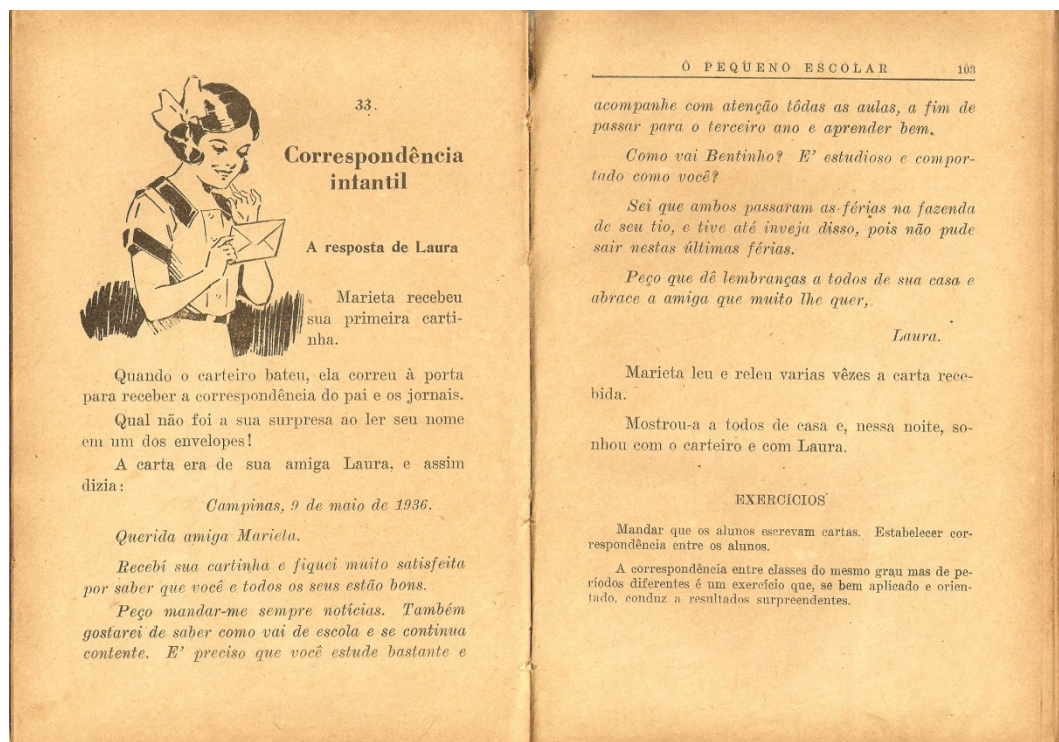 33.
Correspondência
infantil
A resposta de Laura
Marieta recebeu
sua primeira carti-
nha.
Quando o carteiro bateu, ela correu à porta
para receber a correspondência do pai e os jornais.
Qual não foi a sua surpresa ao ler seu nome
em um dos envelopes!
A carta era de sua amiga Laura, e assim
dizia:
Campinas, 9 de maio de 1936.
Querida amiga Marieta.
Recebí sua cartinha e fiquei muito satisfeita
por saber que você e todos os seus estão bons.
Peço mandar-me sempre notícias. Também
gostarei de saber como vai de escola e se continua
contente. E' preciso que você estude bastante e
O PEQUENO ESCOLAR 103
acompanhe com atenção tôdas as aulas, a fim de
passar para o terceiro ano e aprender bem.
Como vai Bentinho? E' estudioso e compor-
tado como você?
Sei que ambos passaram as férias na fazenda
de seu tio, e tive até inveja disso, pois não pude
sair nestas últimas férias.
Peço que dê lembranças a todos de sua casa e
abrace a amiga que muito lhe quer,
Laura.
Marieta leu e releu varias vêzes a carta rece-
bida.
Mostrou-a a todos de casa e, nessa noite, so-
nhou com o carteiro e com Laura.
EXERCÍCIOS
Mandar que os alunos escrevam cartas. Estabelecer cor-
respondência entre os alunos.
A correspondência entre classes do mesmo grau mas de pe-
ríodos diferentes é um exercício que, se bem aplicado e orien-
tado, conduz a resultados surpreendentes.